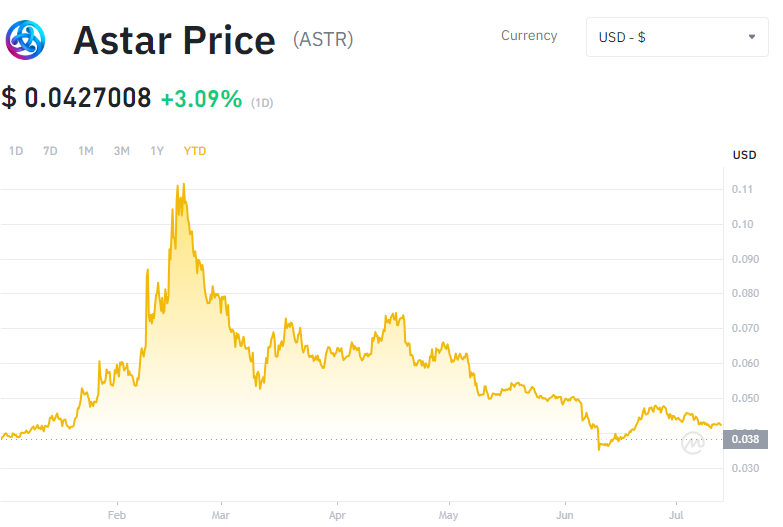 Astar Price (ASTR)
Currency
USD - $
$ 0.0427008 +3.09% (1D)
1D 7D 1M 3M 1Y YTD
USD
0.11
0.10
0.090
0.080
0.070
0.060
0.050
0.038
0.030
Feb Mar Apr May Jun Jul